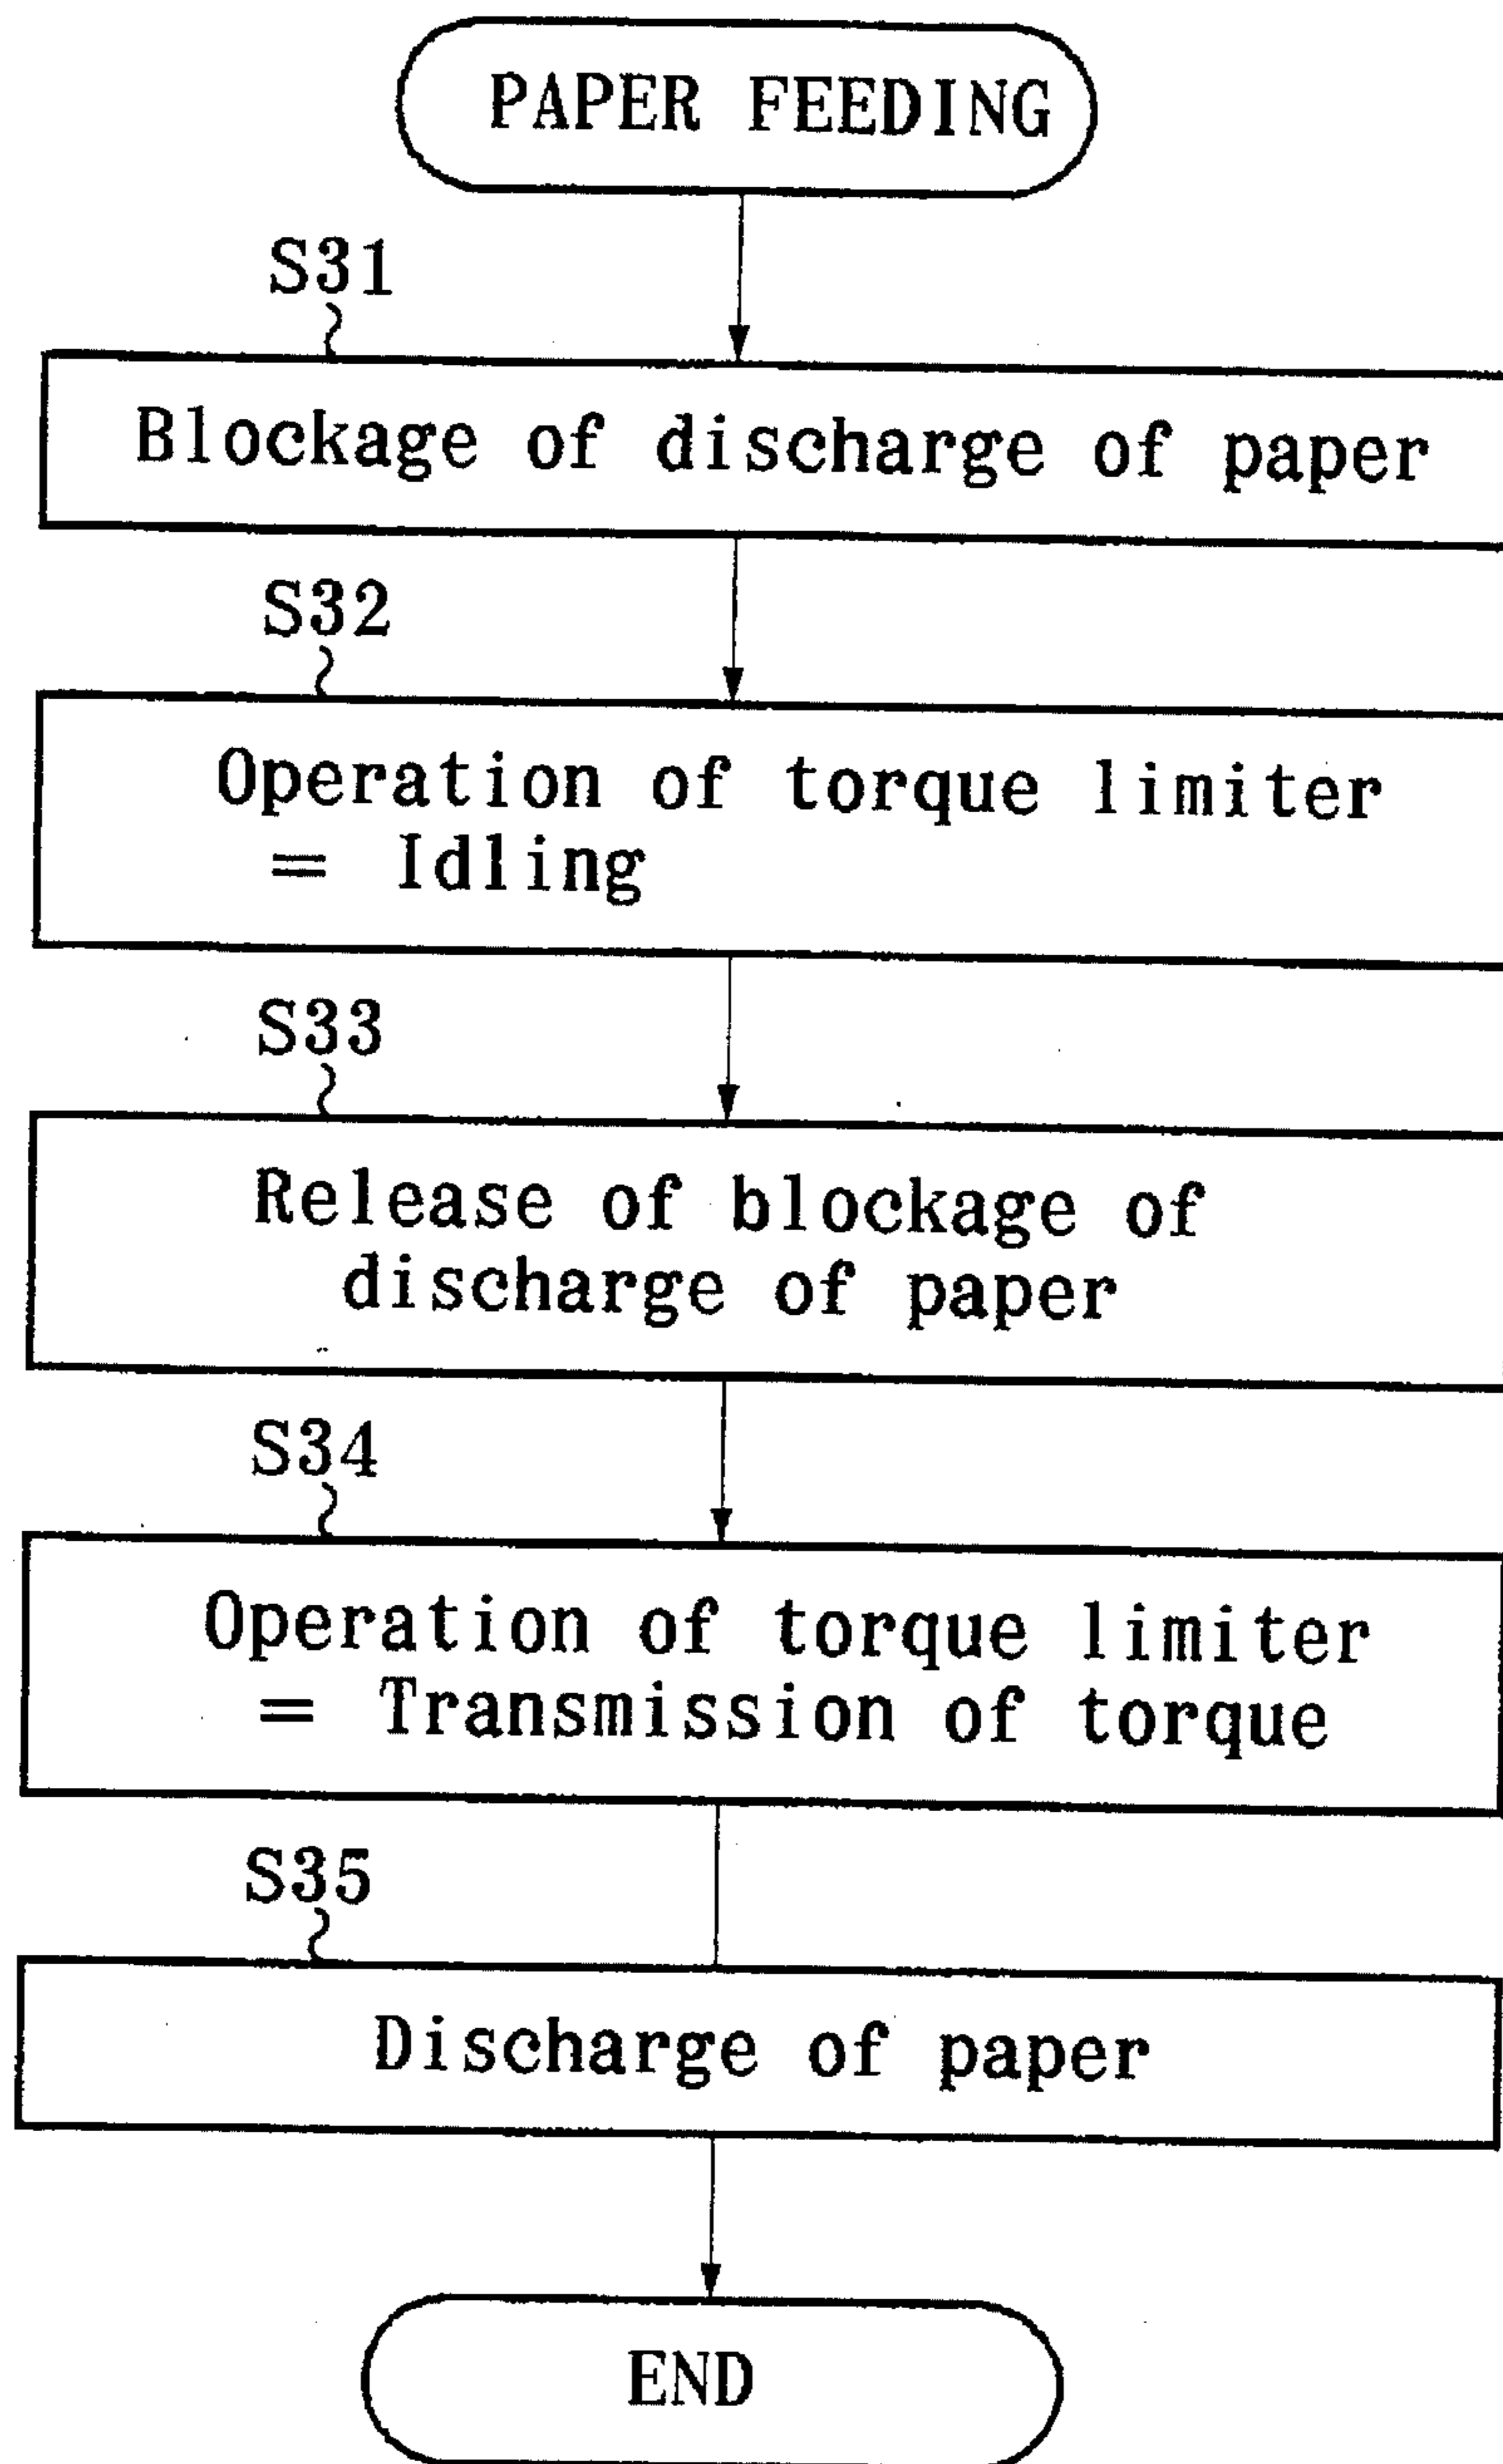 PAPER FEEDING
S31
Blockage of discharge of paper
S32
Operation of torque limiter
= Idling
S33
Release of blockage of
discharge of paper
S34
Operation of torque limiter
= Transmission of torque
S35
Discharge of paper
END